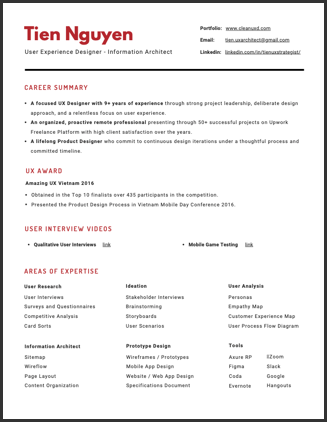 Tien Nguyen
User Experience Designer - Information Architect
Portfolio: www.cleanuxd.com
Email: tien.uxarchitect@gmail.com
Linkedin: linkedin.com/in/tienuxstrategist/
CAREER SUMMARY
• A focused UX Designer with 9+ years of experience through strong project leadership, deliberate design
approach, and a relentless focus on user experience.
• An organized, proactive remote professional presenting through 50+ successful projects on Upwork
Freelance Platform with high client satisfaction over the years.
• A lifelong Product Designer who commit to continuous design iterations under a thoughtful process and
committed timeline.
UX AWARD
Amazing UX Vietnam 2016
• Obtained in the Top 10 finalists over 435 participants in the competition.
• Presented the Product Design Process in Vietnam Mobile Day Conference 2016.
USER INTERVIEW VIDEOS
• Qualitative User Interviews link
• Mobile Game Testing link
AREAS OF EXPERTISE
User Research
User Interviews
Surveys and Questionnaires
Competitive Analysis
Card Sorts
Ideation
Stakeholder Interviews
Brainstorming
Storyboards
User Scenarios
User Analysis
Personas
Empathy Map
Customer Experience Map
User Process Flow Diagram
Information Architect
Sitemap
Wireflow
Page Layout
Content Organization
Prototype Design
Wireframes / Prototypes
Mobile App Design
Website / Web App Design
Specifications Document
Tools
Axure RP
Figma
Coda
Evernote
Slack
Google
Hangouts